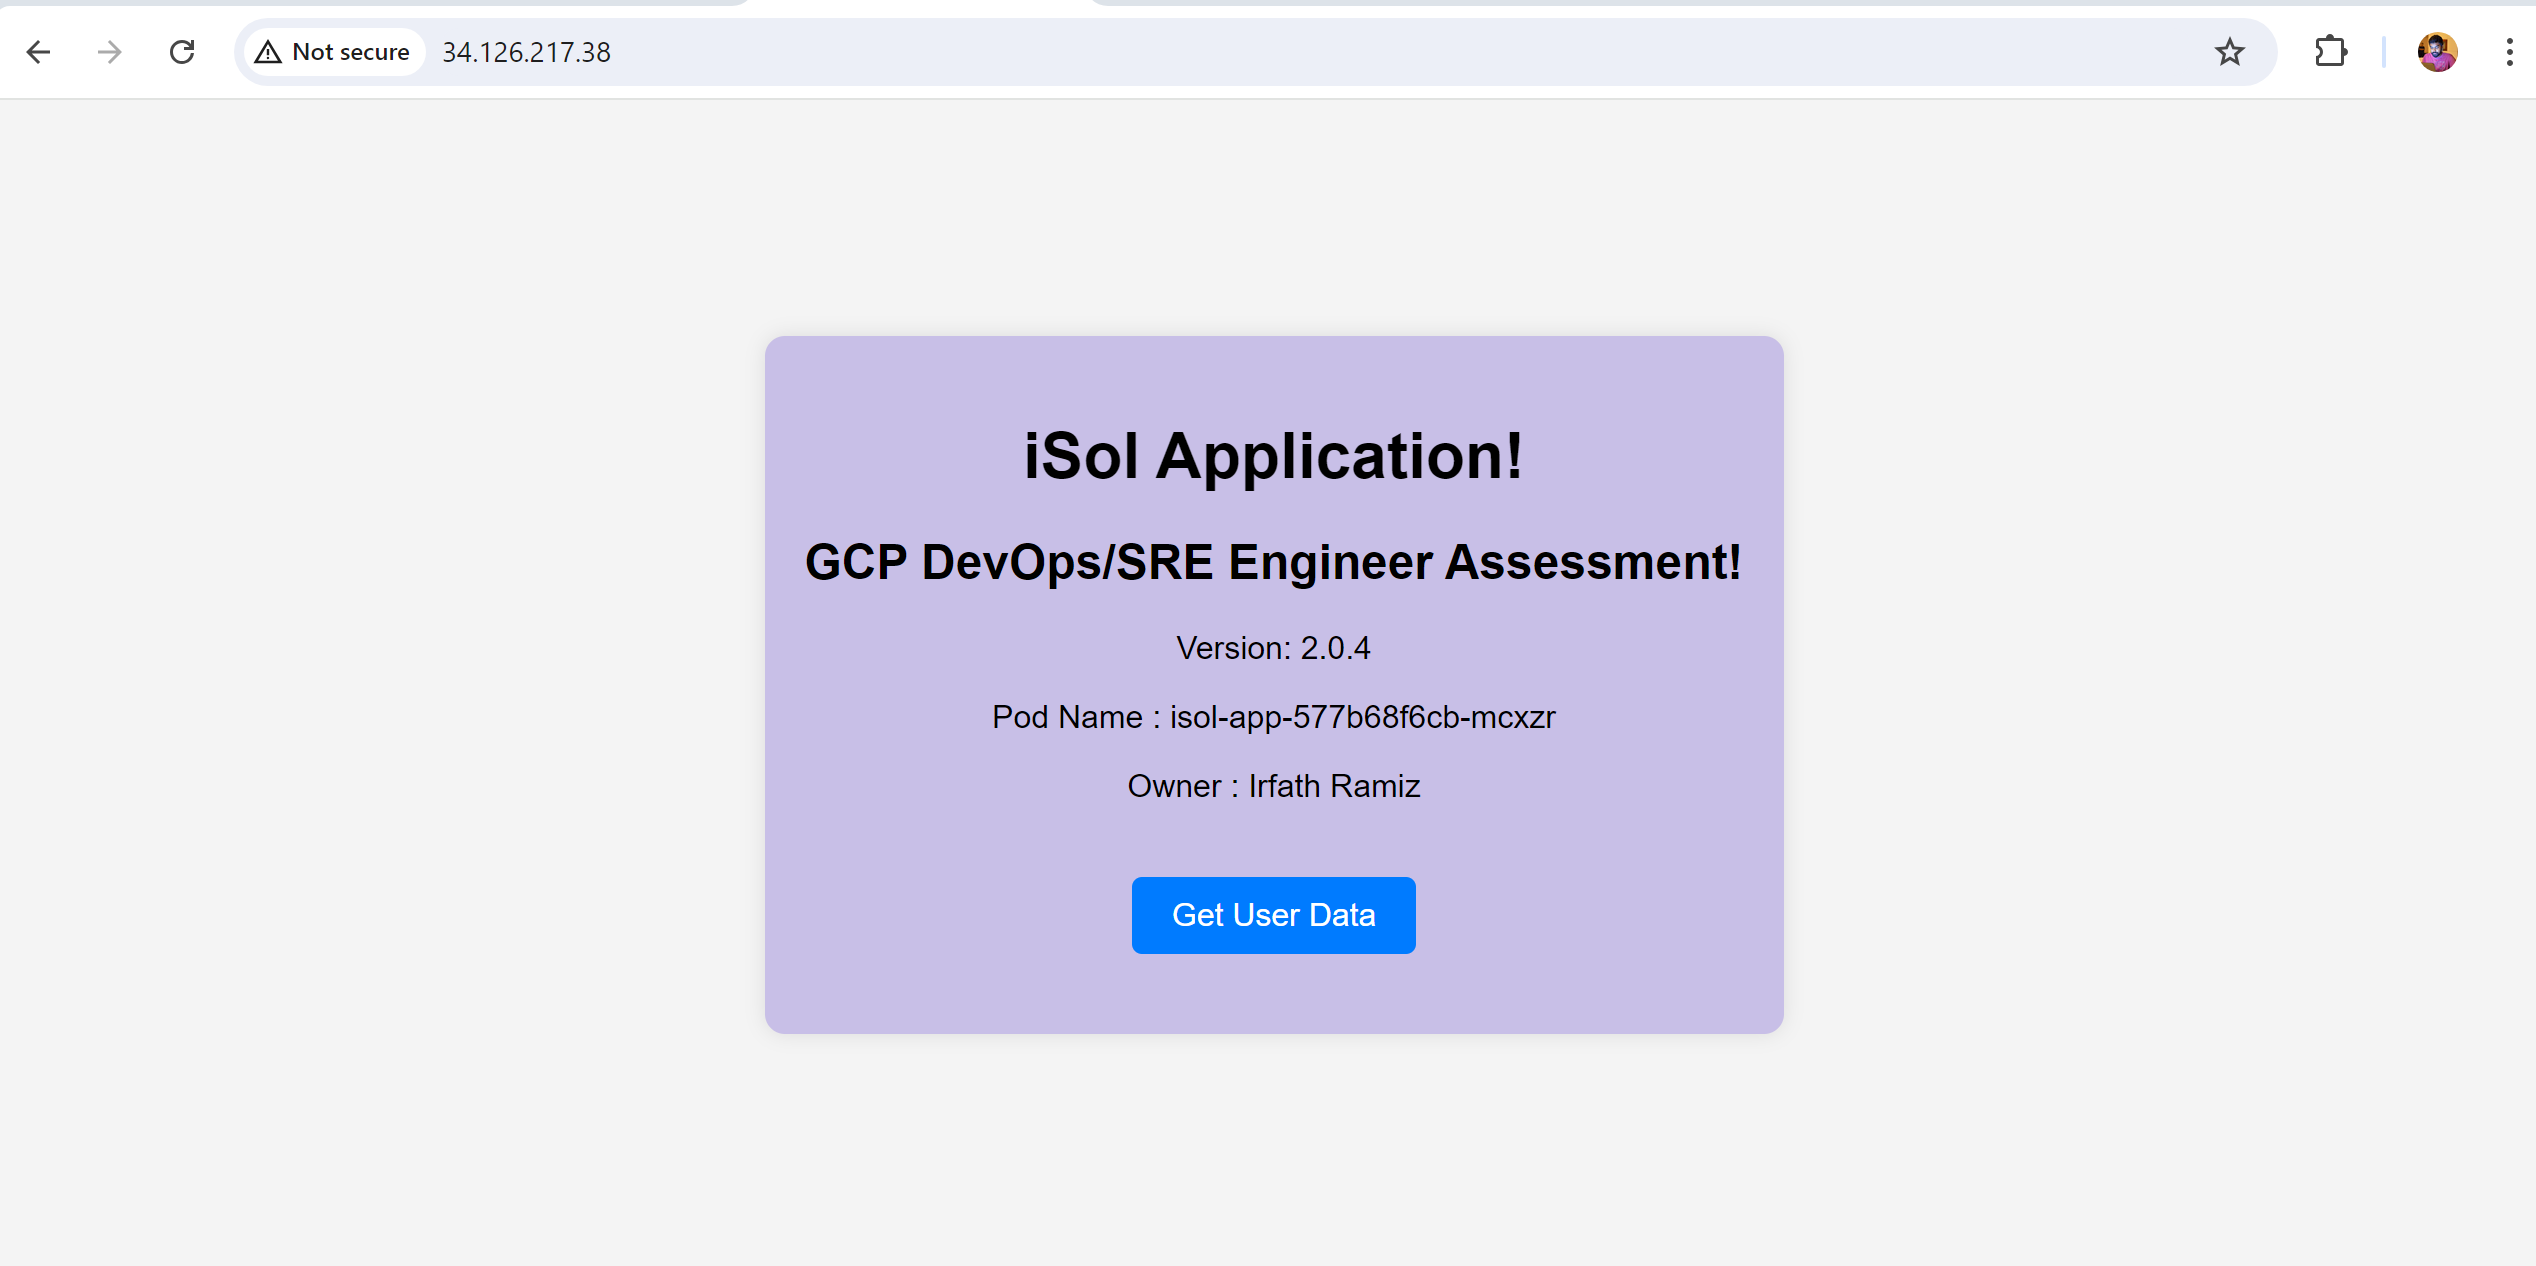 Not secure 34.126.217.38
iSol Application!
GCP DevOps/SRE Engineer Assessment!
Version: 2.0.4
Pod Name : isol-app-577b68f6cb-mcxzr
Owner : Irfath Ramiz
Get User Data